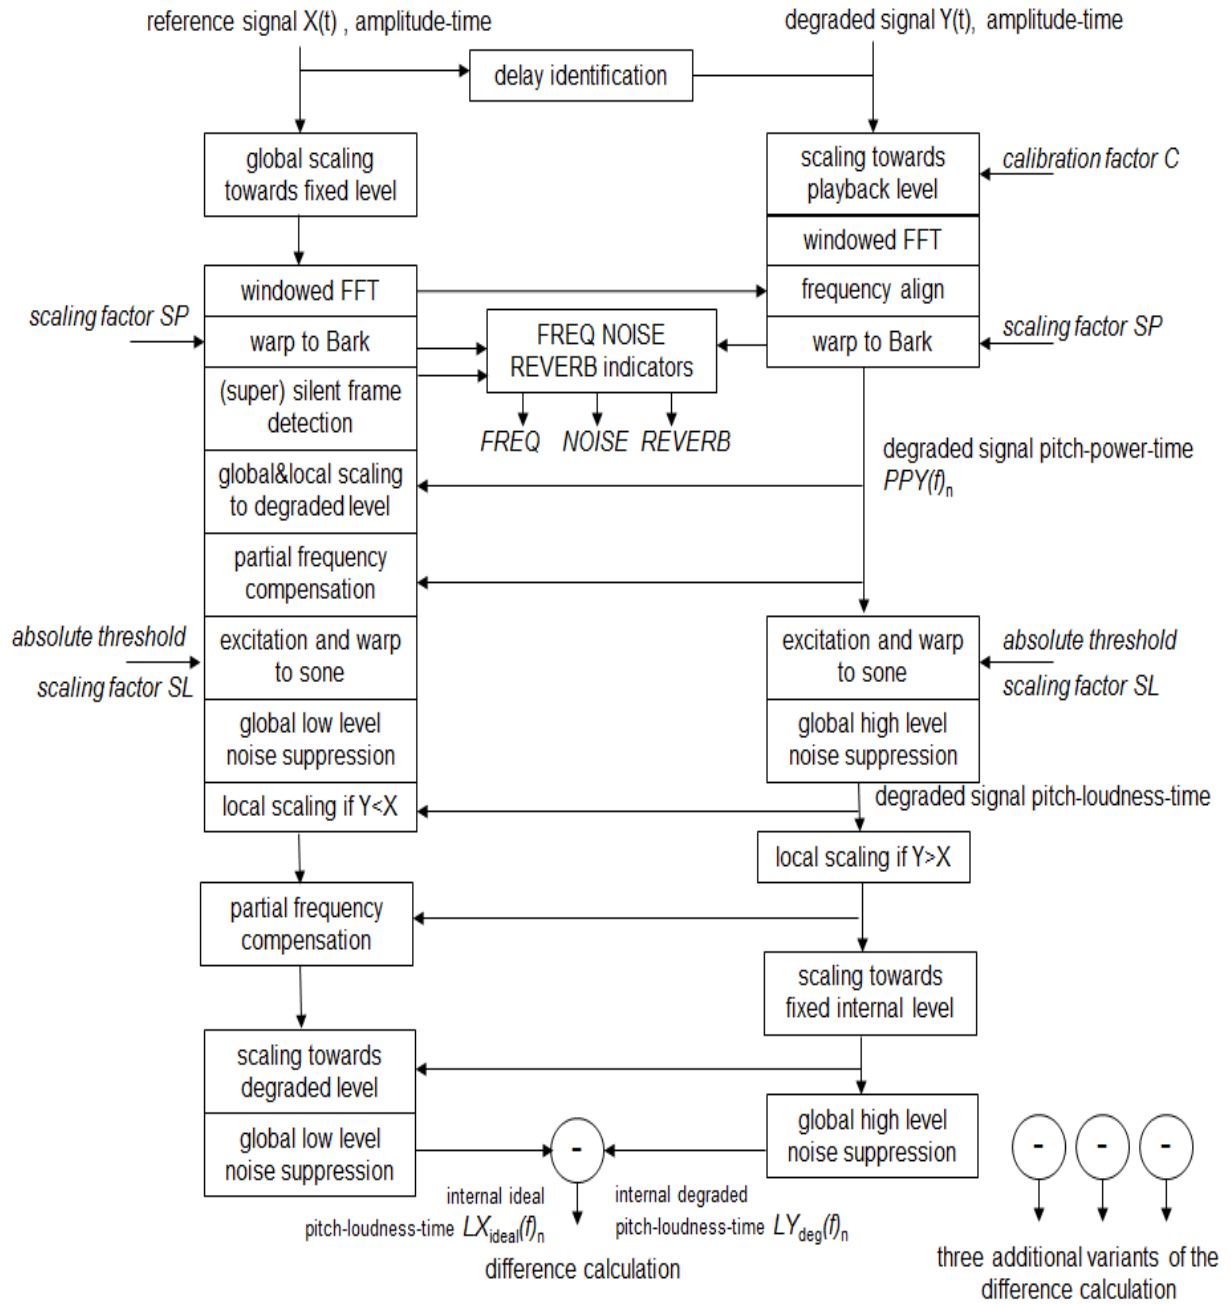 reference signal X(t) , amplitude-time
degraded signal Y(t), amplitude-time
delay identification
global scaling
towards fixed level
scaling towards
playback level
calibration factor C
windowed FFT
windowed FFT
frequency align
scaling factor SP
warp to Bark
FREQ NOISE
REVERB indicators
warp to Bark
scaling factor SP
(super) silent frame
detection
FREQ NOISE REVERB
global&local scaling
to degraded level
degraded signal pitch-power-time
PPY(f)n
partial frequency
compensation
absolute threshold
scaling factor SL
excitation and warp
to sone
excitation and warp
to sone
absolute threshold
scaling factor SL
global low level
noise suppression
global high level
noise suppression
local scaling if Y<X
degraded signal pitch-loudness-time
local scaling if Y>X
partial frequency
compensation
scaling towards
fixed internal level
scaling towards
degraded level
global low level
noise suppression
-
global high level
noise suppression
- - -
internal ideal
pitch-loudness-time LXideal(f)n
internal degraded
pitch-loudness-time LYdeg(f)n
difference calculation
three additional variants of the
difference calculation